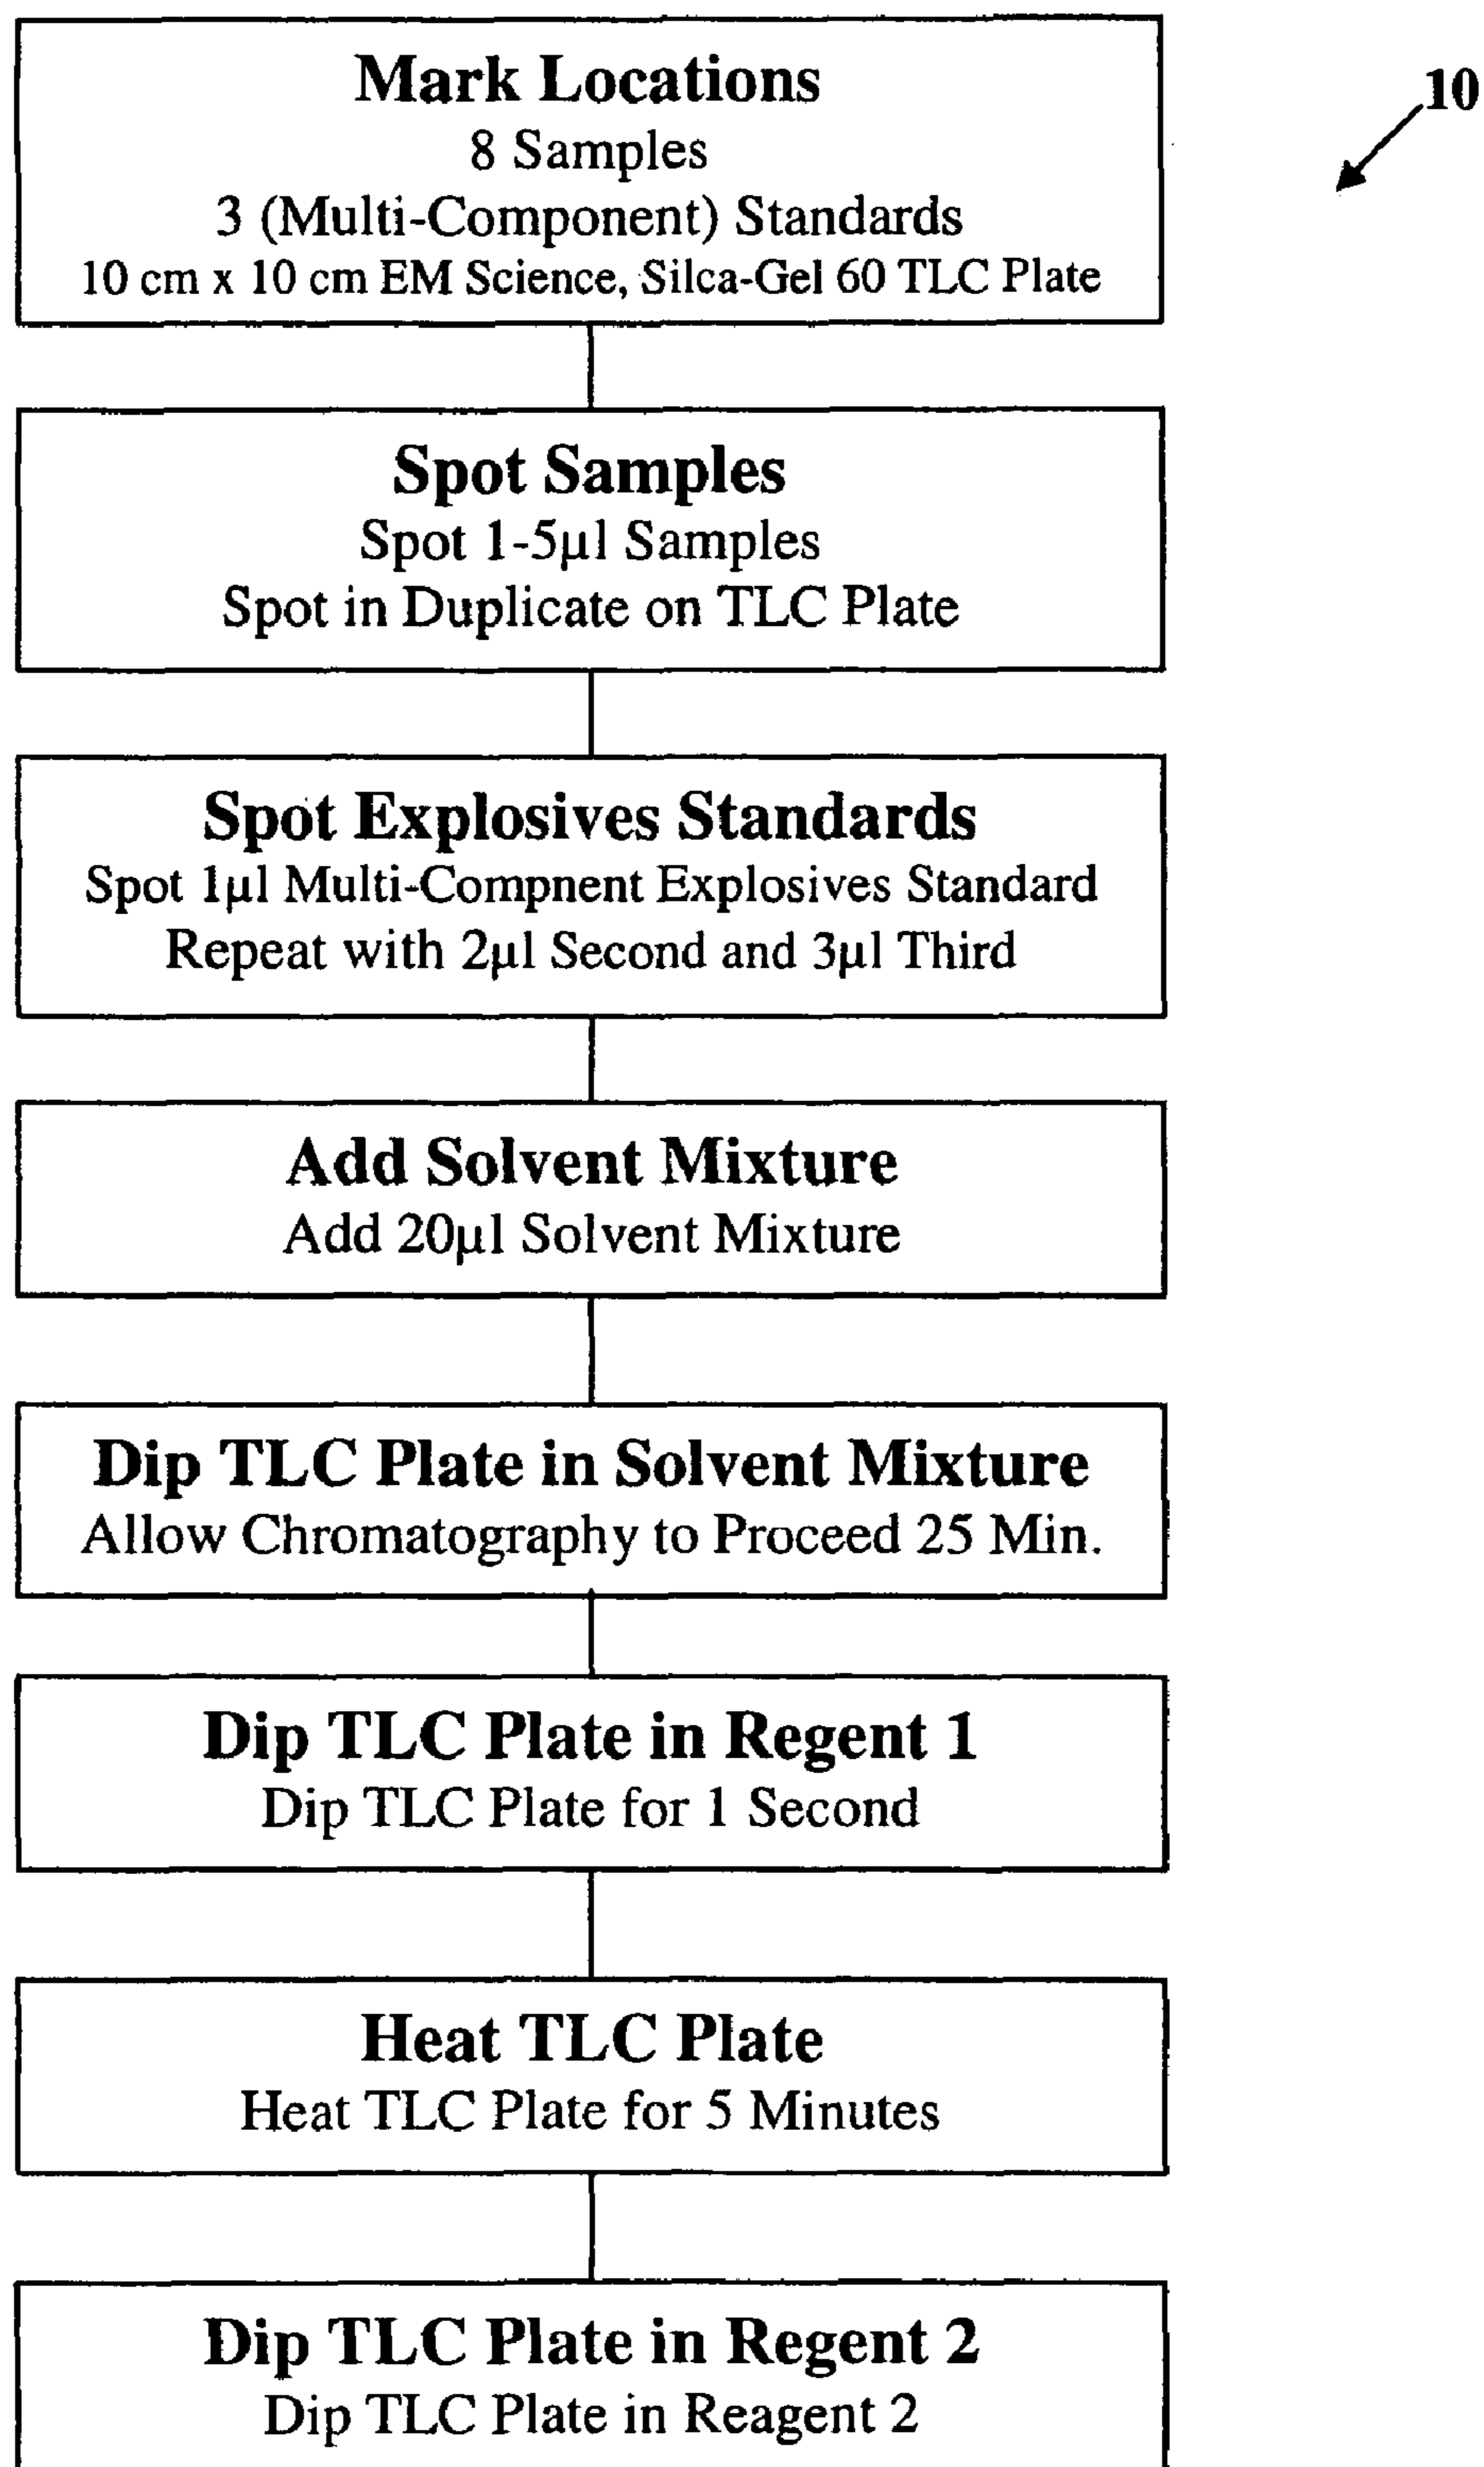 Mark Locations
8 Samples
3 (Multi-Component) Standards
10 cm x 10 cm EM Science, Silca-Gel 60 TLC Plate
10
Spot Samples
Spot 1-5µl Samples
Spot in Duplicate on TLC Plate
Spot Explosives Standards
Spot 1µl Multi-Compnent Explosives Standard
Repeat with 2µl Second and 3µl Third
Add Solvent Mixture
Add 20µl Solvent Mixture
Dip TLC Plate in Solvent Mixture
Allow Chromatography to Proceed 25 Min.
Dip TLC Plate in Regent 1
Dip TLC Plate for 1 Second
Heat TLC Plate
Heat TLC Plate for 5 Minutes
Dip TLC Plate in Regent 2
Dip TLC Plate in Reagent 2